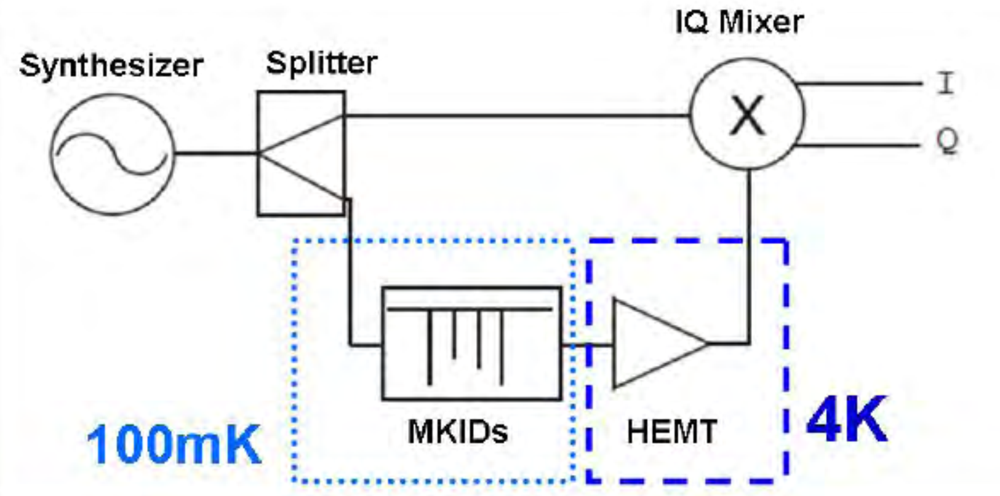 IQ Mixer
Synthesizer
Splitter
I
X
Q
MKIDs
HEMT
4K
100mK